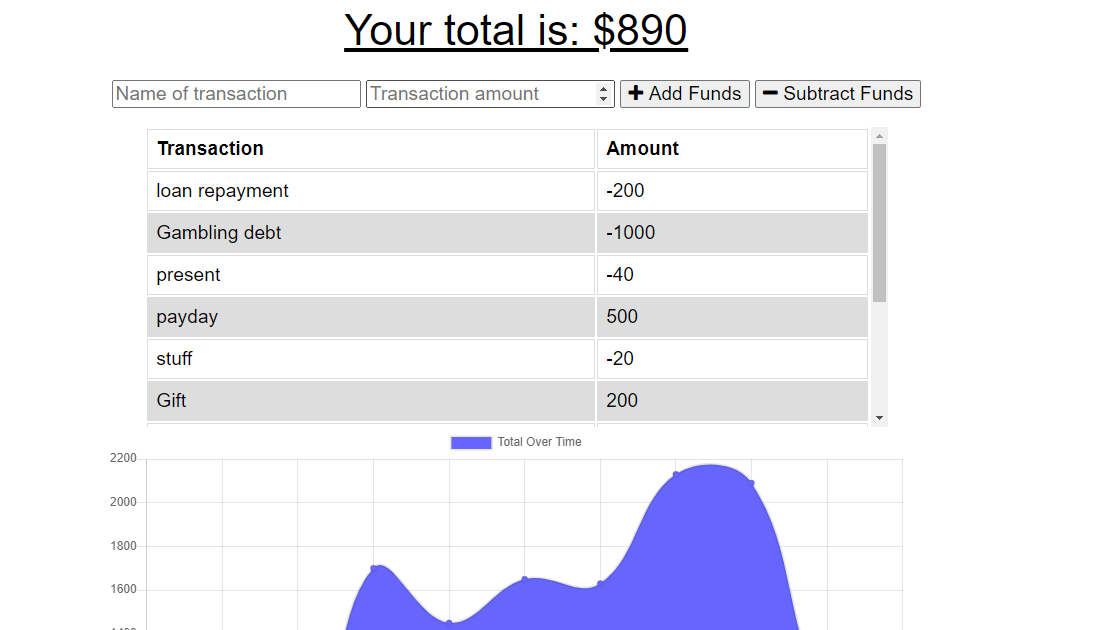 Your total is: $890
Name of transaction Transaction amount Add Funds Subtract Funds
Transaction Amount
loan repayment -200
Gambling debt -1000
present -40
payday 500
stuff -20
Gift 200
Total Over Time
2200
2000
1800
1600